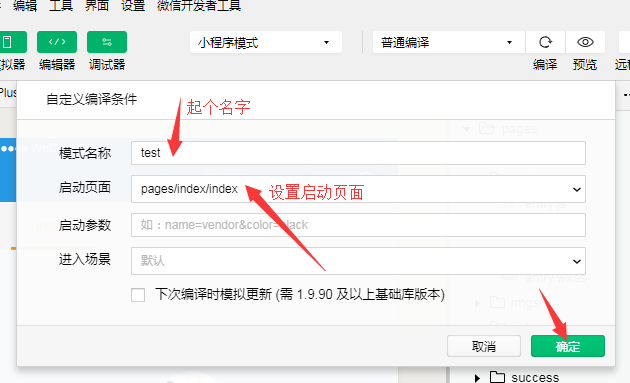 编辑 工具 界面 设置 微信开发者工具
小程序模式 普通编译
拟器 编辑器 调试器 编译 预览 远
Plus
自定义编译条件
起个名字
pages
模式名称 test
启动页面 pages/index/index
设置启动页面
启动参数 如：name=vendor&color=black
进入场景 默认
下次编译时模拟更新 (需 1.9.90 及以上基础库版本)
取消 确定
success